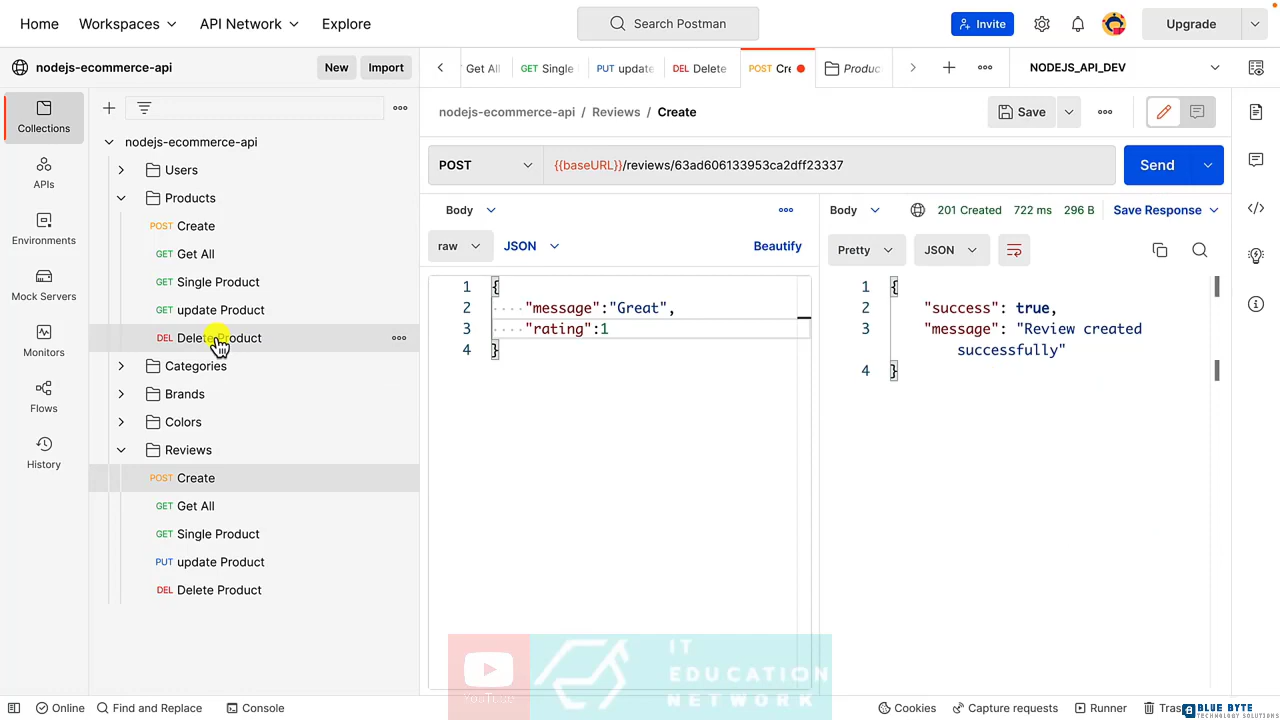 Home Workspaces API Network Explore Search Postman Invite Upgrade
nodejs-ecommerce-api New Import Get All GET Single PUT update DEL Delete POST Cre Produc NODEJS_API_DEV
Collections
APIs
Environments
Mock Servers
Monitors
Flows
History
nodejs-ecommerce-api
Users
Products
POST Create
GET Get All
GET Single Product
GET update Product
DEL Delete Product
Categories
Brands
Colors
Reviews
POST Create
GET Get All
GET Single Product
PUT update Product
DEL Delete Product
nodejs-ecommerce-api / Reviews / Create Save
POST {{baseURL}}/reviews/63ad606133953ca2dff23337 Send
Body
raw JSON Beautify
1 {
2 "message":"Great",
3 "rating":1
4 }
Body 201 Created 722 ms 296 B Save Response
Pretty JSON
1 {
2 "success": true,
3 "message": "Review created
successfully"
4 }
YouTube
IT
EDUCATION
NETWORK
Online Find and Replace Console Cookies Capture requests Runner Tras
BLUE BYTE
TECHNOLOGY SOLUTIONS